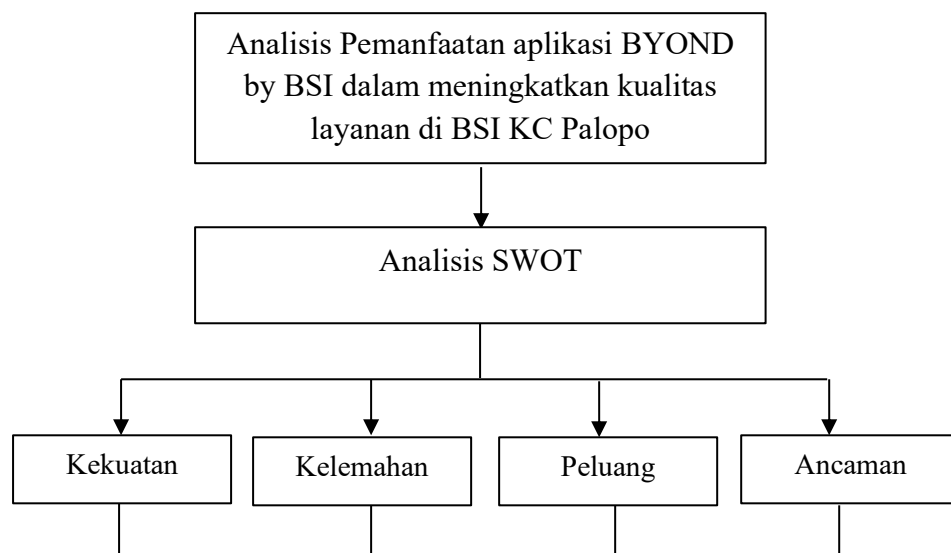 Analisis Pemanfaatan aplikasi BYOND
by BSI dalam meningkatkan kualitas
layanan di BSI KC Palopo
Analisis SWOT
Kekuatan
Kelemahan
Peluang
Ancaman